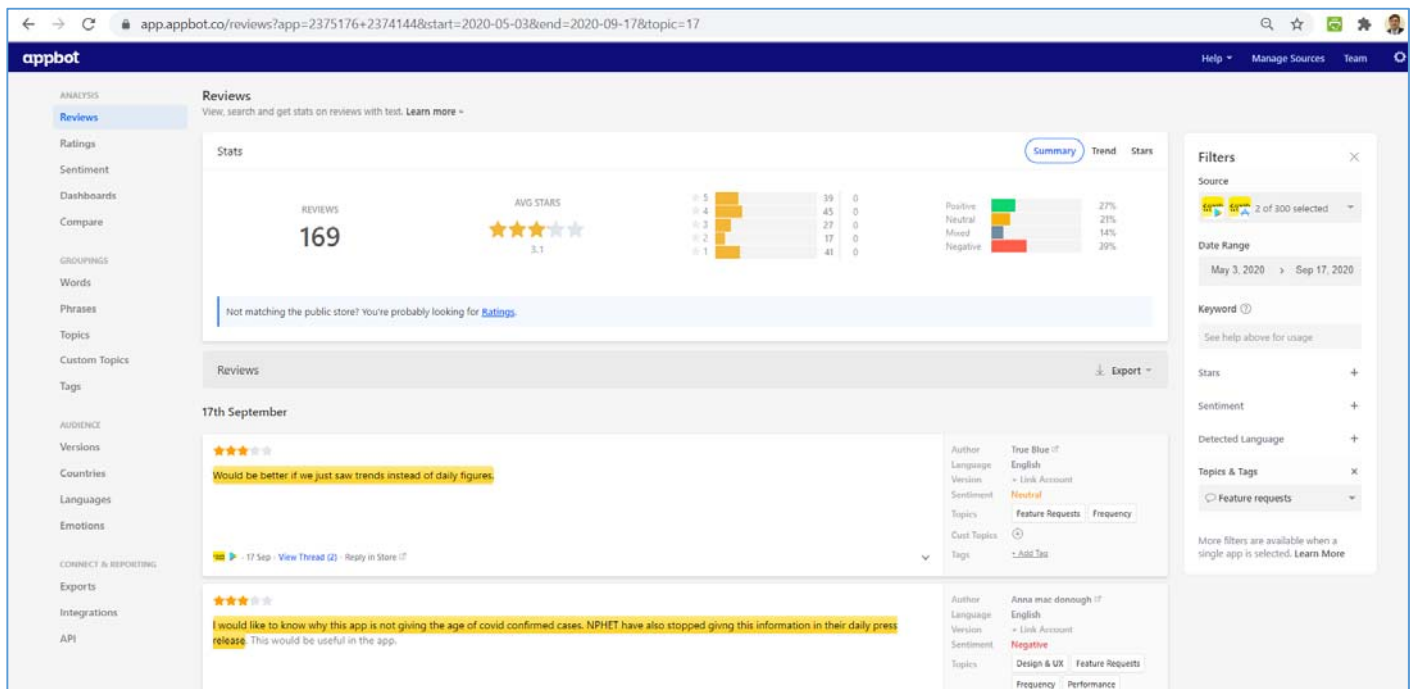 app.appbot.co/reviews?app=2375176+2374144&start=2020-05-03&end=2020-09-17&topic=17
appbot
Help
Manage Sources
Team
ANALYSIS
Reviews
Ratings
Sentiment
Dashboards
Compare
GROUPINGS
Words
Phrases
Topics
Custom Topics
Tags
AUDIENCE
Versions
Countries
Languages
Emotions
CONNECT & REPORTING
Exports
Integrations
API
Reviews
View, search and get stats on reviews with text. Learn more
Stats
Summary Trend Stars
REVIEWS
169
AVG STARS
3.1
5 39 0
4 45 0
3 27 0
2 17 0
1 41 0
Positive 27%
Neutral 21%
Mixed 14%
Negative 39%
Not matching the public store? You're probably looking for Ratings.
Reviews
Export
17th September
Would be better if we just saw trends instead of daily figures.
17 Sep · View Thread (2) · Reply in Store
Author True Blue
Language English
Version + Link Account
Sentiment Neutral
Topics Feature Requests Frequency
Cust Topics
Tags + Add Tag
I would like to know why this app is not giving the age of covid confirmed cases. NPHET have also stopped givng this information in their daily press
release. This would be useful in the app.
Author Anna mac donough
Language English
Version + Link Account
Sentiment Negative
Topics Design & UX Feature Requests
Frequency Performance
Filters
Source
2 of 300 selected
Date Range
May 3, 2020 > Sep 17, 2020
Keyword
See help above for usage
Stars +
Sentiment +
Detected Language +
Topics & Tags ×
Feature requests
More filters are available when a
single app is selected. Learn More